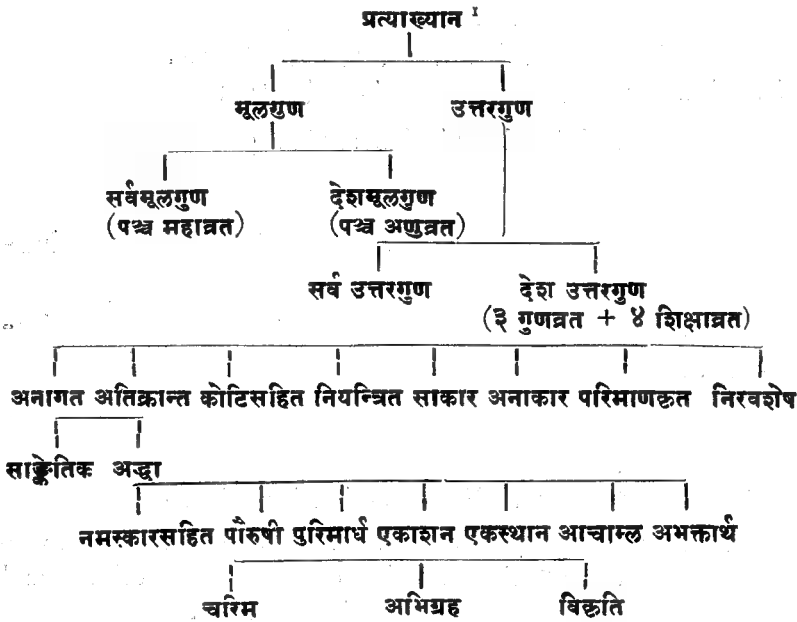 प्रत्याख्यान १
मूलगुण उत्तरगुण
सर्वमूलगुण देशमूलगुण
(पञ्च महाव्रत) (पञ्च अणुव्रत)
सर्व उत्तरगुण देश उत्तरगुण
(३ गुणव्रत + ४ शिक्षाव्रत)
अनागत अतिक्रान्त कोटिसहित नियन्त्रित साकार अनाकार परिमाणकृत निरवशेष
साङ्केतिक अद्धा
नमस्कारसहित पौरुषी पुरिमार्ध एकाशन एकस्थान आचाम्ल अभक्तार्थ
चरिम अभिग्रह विकृति